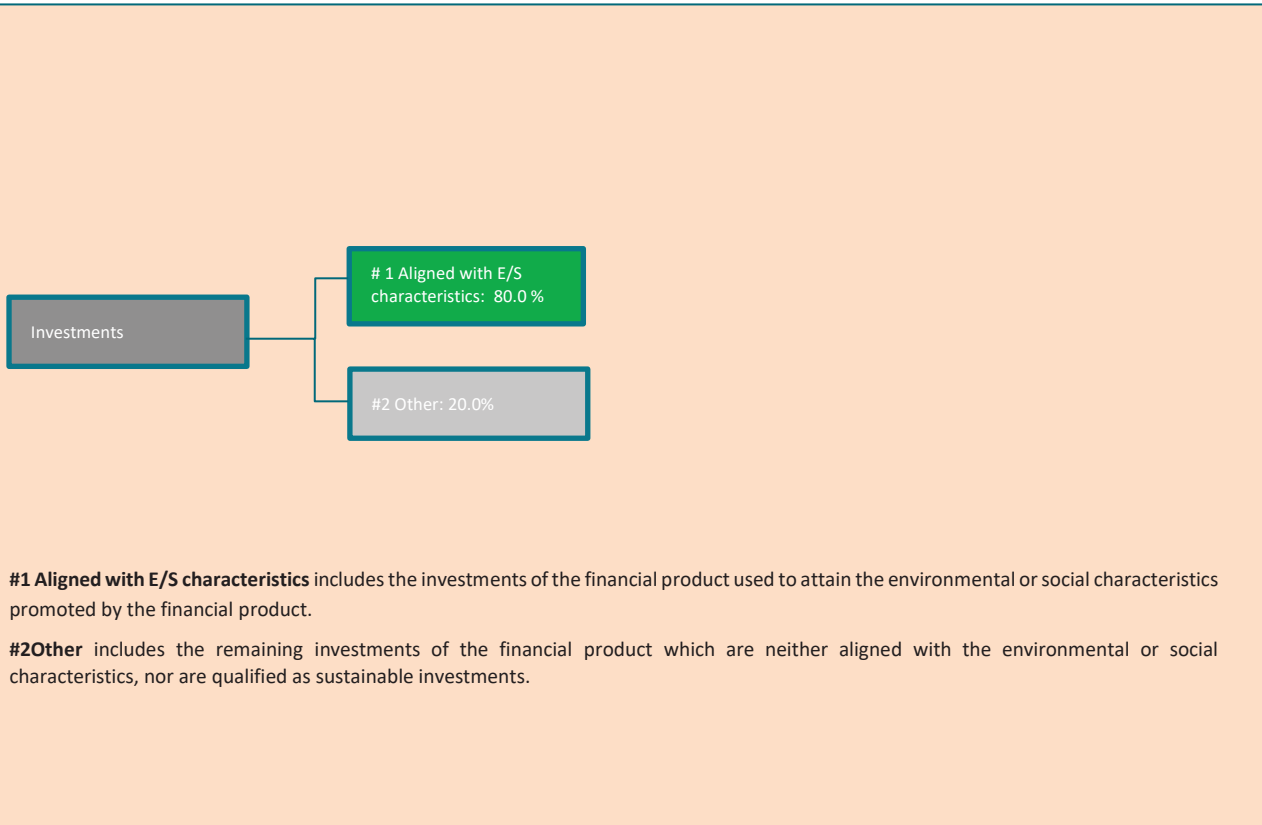 # 1 Aligned with E/S
characteristics:  80.0 %
Investments
#2 Other: 20.0%
#1 Aligned with E/S characteristics includes the investments of the financial product used to attain the environmental or social characteristics
promoted by the financial product.
#2Other includes the remaining investments of the financial product which are neither aligned with the environmental or social
characteristics, nor are qualified as sustainable investments.